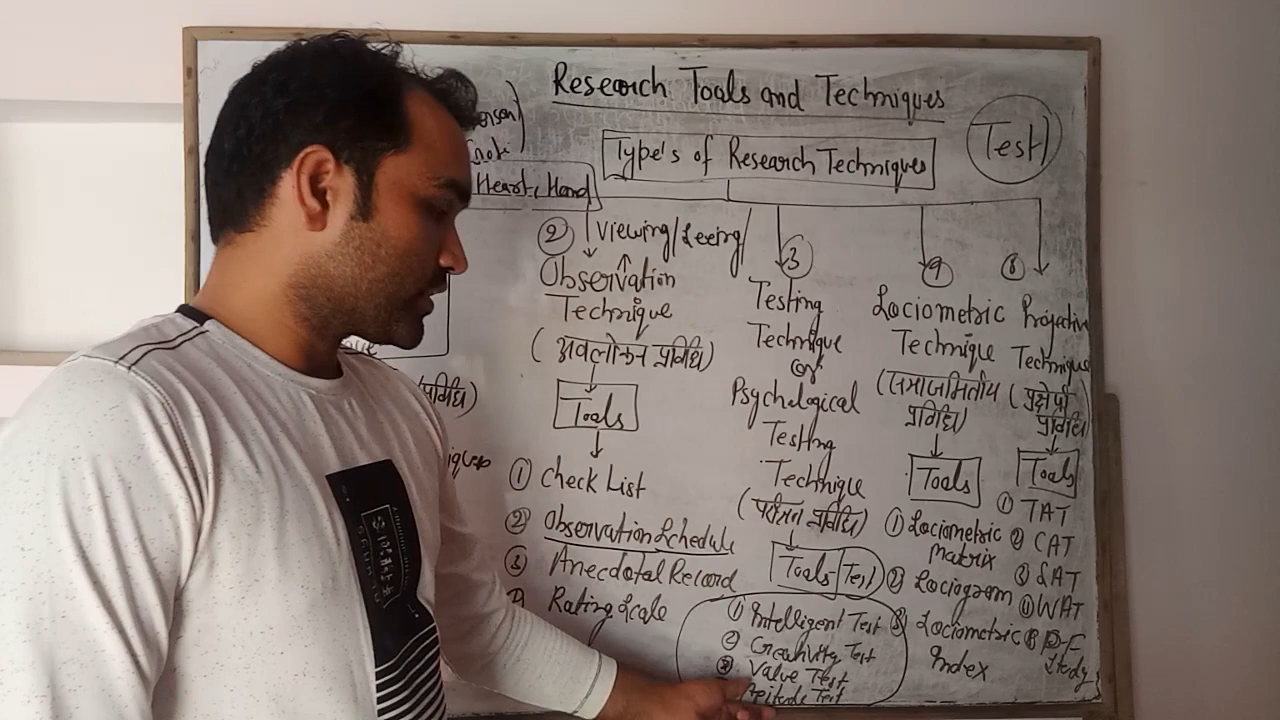 Research Tools and Techniques
Test
Type's of Research Techniques
Heart, Hand
② Viewing/Seeing
Observation
Technique
(अवलोकन प्रविधि)
Tools
① Check List
② Observation Schedule
③ Anecdotal Record
④ Rating Scale
③
Testing
Technique
or
Psychological
Testing
Technique
(परीक्षण प्रविधि)
Tools-Test
① Intelligent Test
② Creativity Test
③ Value Test
④
Sociometric
Technique
(समाजमितीय
प्रविधि)
Tools
① Sociometric
Matrix
② Sociogram
③ Sociometric
Index
Projective
Technique
(प्रक्षेपी
प्रविधि)
Tools
① TAT
② CAT
③ SAT
④ WAT
⑤ P-F
Study
प्रविधि)